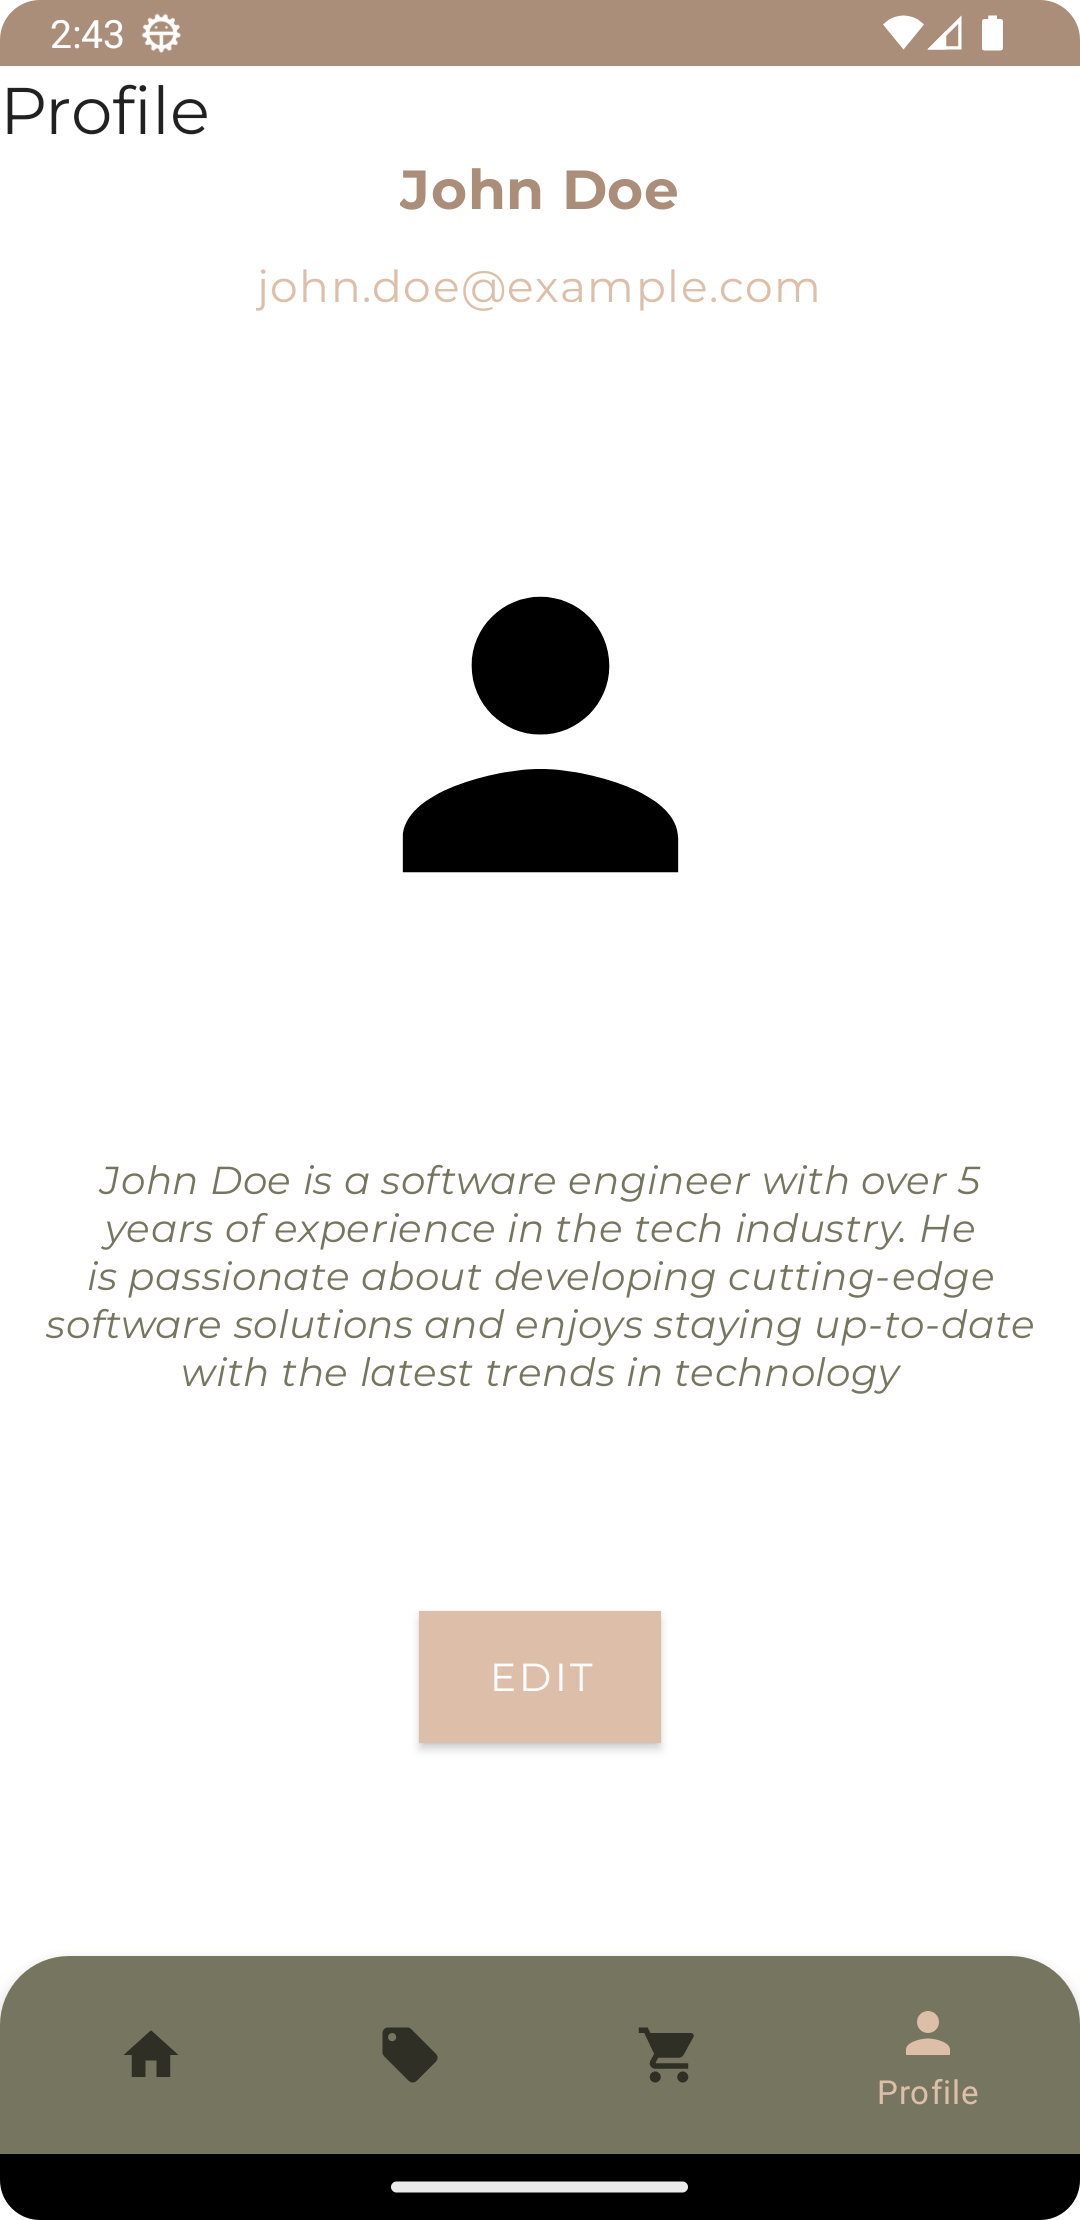 2:43
Profile
John Doe
john.doe@example.com
John Doe is a software engineer with over 5
years of experience in the tech industry. He
is passionate about developing cutting-edge
software solutions and enjoys staying up-to-date
with the latest trends in technology
EDIT
Profile